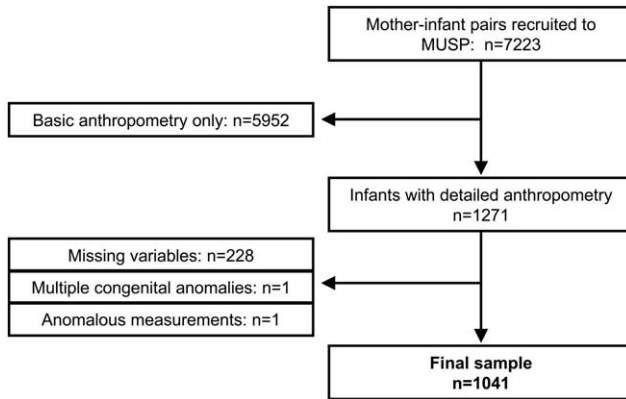 Mother-infant pairs recruited to
MUSP: n=7223
Basic anthropometry only: n=5952
Infants with detailed anthropometry
n=1271
Missing variables: n=228
Multiple congenital anomalies: n=1
Anomalous measurements: n=1
Final sample
n=1041